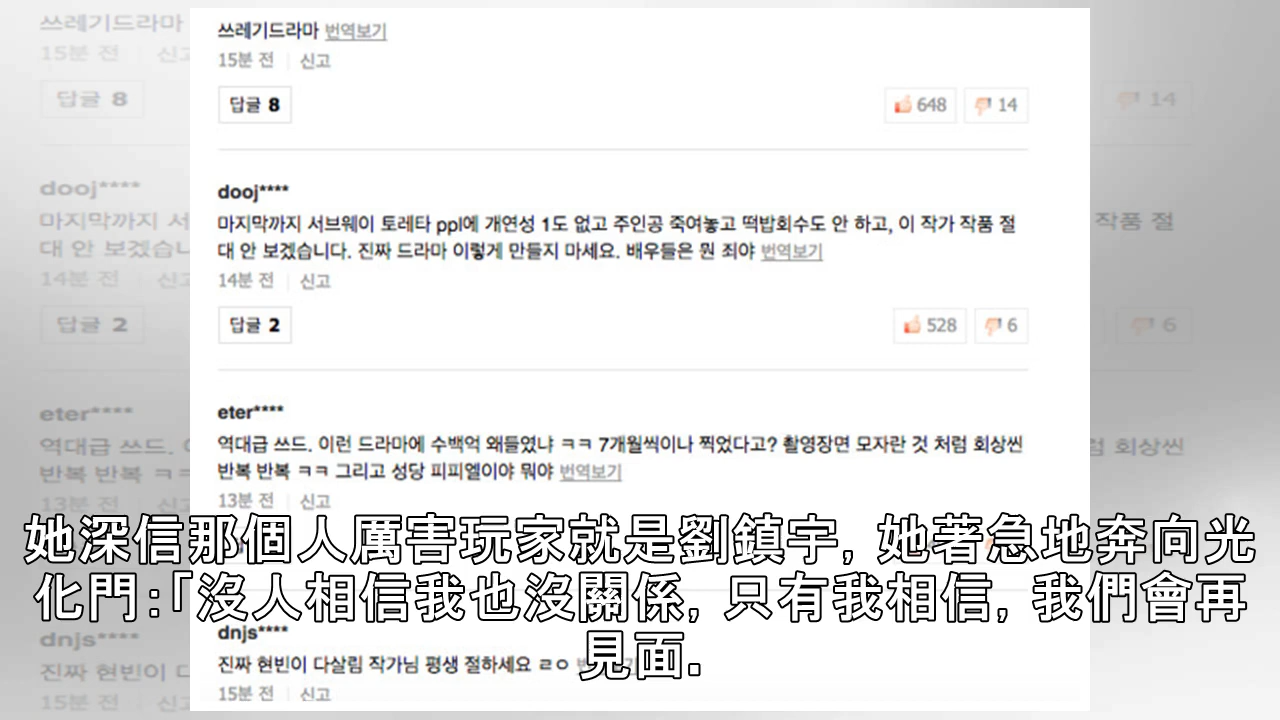 쓰레기드라마 번역보기
15분 전 신고
답글 8
648 14
dooj****
마지막까지 서브웨이 토레타 ppl에 개연성 1도 없고 주인공 죽여놓고 떡밥회수도 안 하고, 이 작가 작품 절
대 안 보겠습니다. 진짜 드라마 이렇게 만들지 마세요. 배우들은 뭔 죄야 번역보기
14분 전 신고
답글 2
528 6
eter****
역대급 쓰드. 이런 드라마에 수백억 왜들였냐 ㅋㅋ 7개월씩이나 찍었다고? 촬영장면 모자란 것 처럼 회상씬
반복 반복 ㅋㅋ 그리고 성당 피피엘이야 뭐야 번역보기
13분 전 신고
她深信那個人厲害玩家就是劉鎮宇, 她著急地奔向光
化門:「沒人相信我也沒關係, 只有我相信, 我們會再
見面.
dnjs****
진짜 현빈이 다살림 작가님 평생 절하세요 ㄹㅇ
15분 전 신고